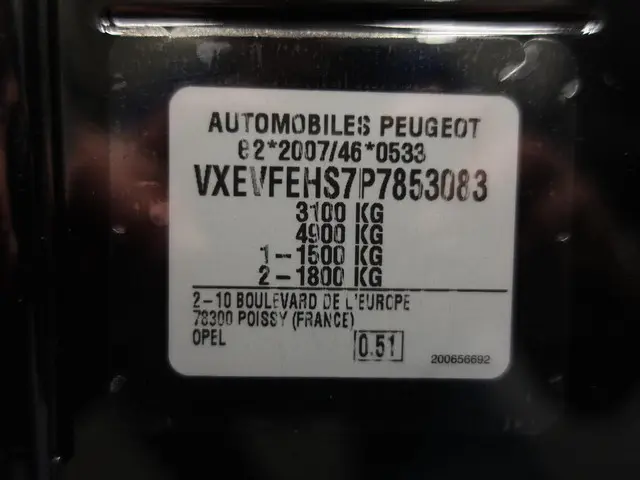 AUTOMOBILES PEUGEOT
e2*2007/46*0533
VXEVFEHS7P7853083
3100 KG
4900 KG
1-1500 KG
2-1800 KG
2-10 BOULEVARD DE L'EUROPE
78300 POISSY (FRANCE)
OPEL
0.51
200656692